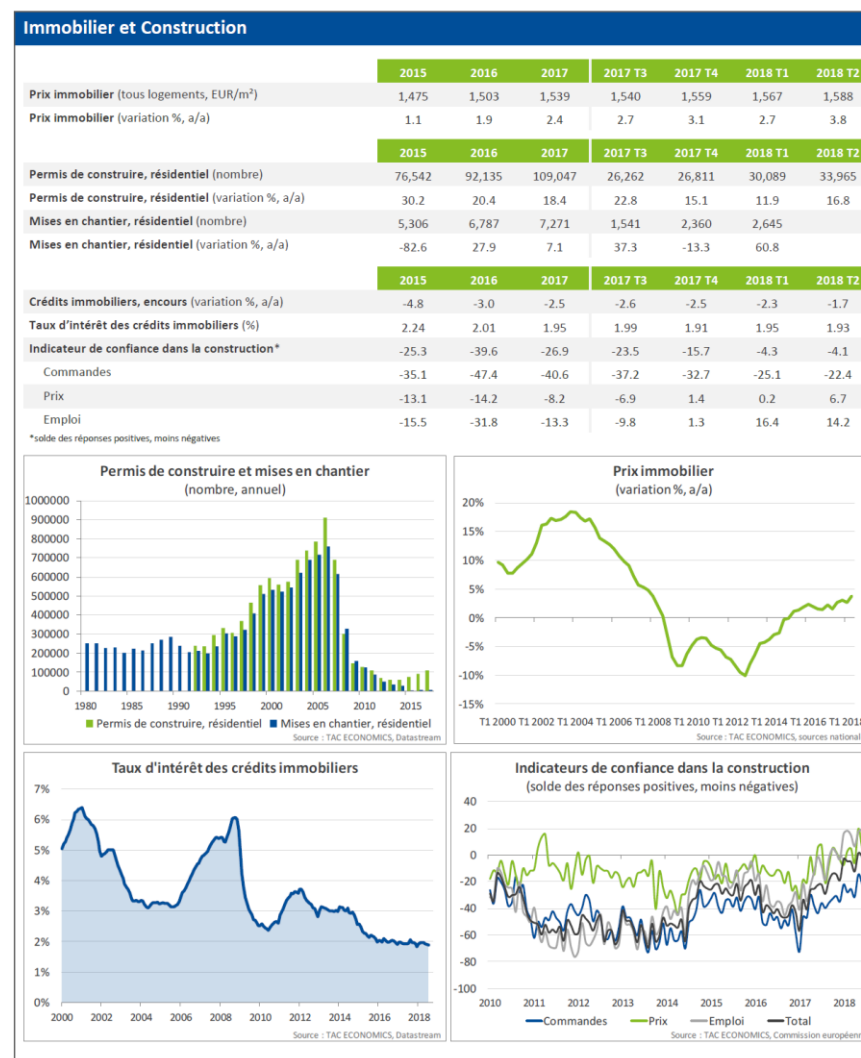 Immobilier et Construction
2015 2016 2017 2017 T3 2017 T4 2018 T1 2018 T2
Prix immobilier (tous logements, EUR/m²) 1,475 1,503 1,539 1,540 1,559 1,567 1,588
Prix immobilier (variation %, a/a) 1.1 1.9 2.4 2.7 3.1 2.7 3.8
2015 2016 2017 2017 T3 2017 T4 2018 T1 2018 T2
Permis de construire, résidentiel (nombre) 76,542 92,135 109,047 26,262 26,811 30,089 33,965
Permis de construire, résidentiel (variation %, a/a) 30.2 20.4 18.4 22.8 15.1 11.9 16.8
Mises en chantier, résidentiel (nombre) 5,306 6,787 7,271 1,541 2,360 2,645
Mises en chantier, résidentiel (variation %, a/a) -82.6 27.9 7.1 37.3 -13.3 60.8
2015 2016 2017 2017 T3 2017 T4 2018 T1 2018 T2
Crédits immobiliers, encours (variation %, a/a) -4.8 -3.0 -2.5 -2.6 -2.5 -2.3 -1.7
Taux d'intérêt des crédits immobiliers (%) 2.24 2.01 1.95 1.99 1.91 1.95 1.93
Indicateur de confiance dans la construction* -25.3 -39.6 -26.9 -23.5 -15.7 -4.3 -4.1
Commandes -35.1 -47.4 -40.6 -37.2 -32.7 -25.1 -22.4
Prix -13.1 -14.2 -8.2 -6.9 1.4 0.2 6.7
Emploi -15.5 -31.8 -13.3 -9.8 1.3 16.4 14.2
*solde des réponses positives, moins négatives
Permis de construire et mises en chantier
(nombre, annuel)
1000000
900000
800000
700000
600000
500000
400000
300000
200000
100000
0
1980 1985 1990 1995 2000 2005 2010 2015
Permis de construire, résidentiel Mises en chantier, résidentiel
Source : TAC ECONOMICS, Datastream
Prix immobilier
(variation %, a/a)
20%
15%
10%
5%
0%
-5%
-10%
-15%
T1 2000 T1 2002 T1 2004 T1 2006 T1 2008 T1 2010 T1 2012 T1 2014 T1 2016 T1 2018
Source : TAC ECONOMICS, sources national
Taux d'intérêt des crédits immobiliers
7%
6%
5%
4%
3%
2%
1%
0%
2000 2002 2004 2006 2008 2010 2012 2014 2016 2018
Source : TAC ECONOMICS, Datastream
Indicateurs de confiance dans la construction
(solde des réponses positives, moins négatives)
40
20
0
-20
-40
-60
-80
-100
2010 2011 2012 2013 2014 2015 2016 2017 2018
Commandes Prix Emploi Total
Source : TAC ECONOMICS, Commission européenn